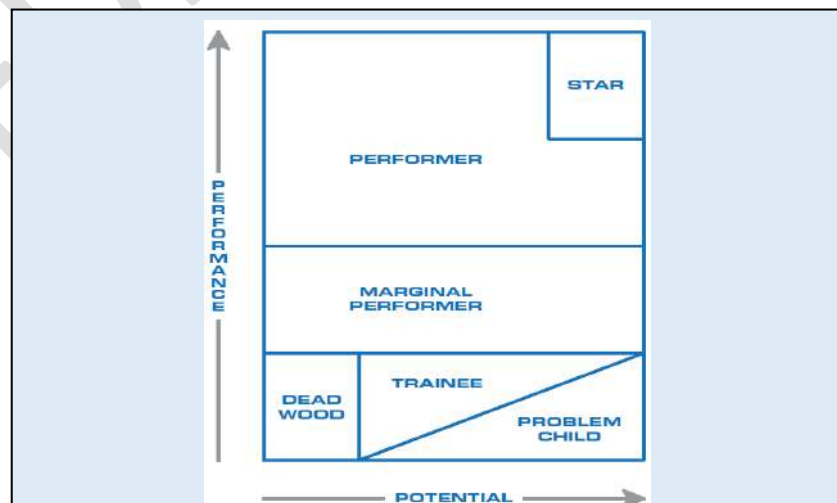 STAR
PERFORMER
PERFORMANCE
MARGINAL
PERFORMER
TRAINEE
DEAD
WOOD
PROBLEM
CHILD
POTENTIAL